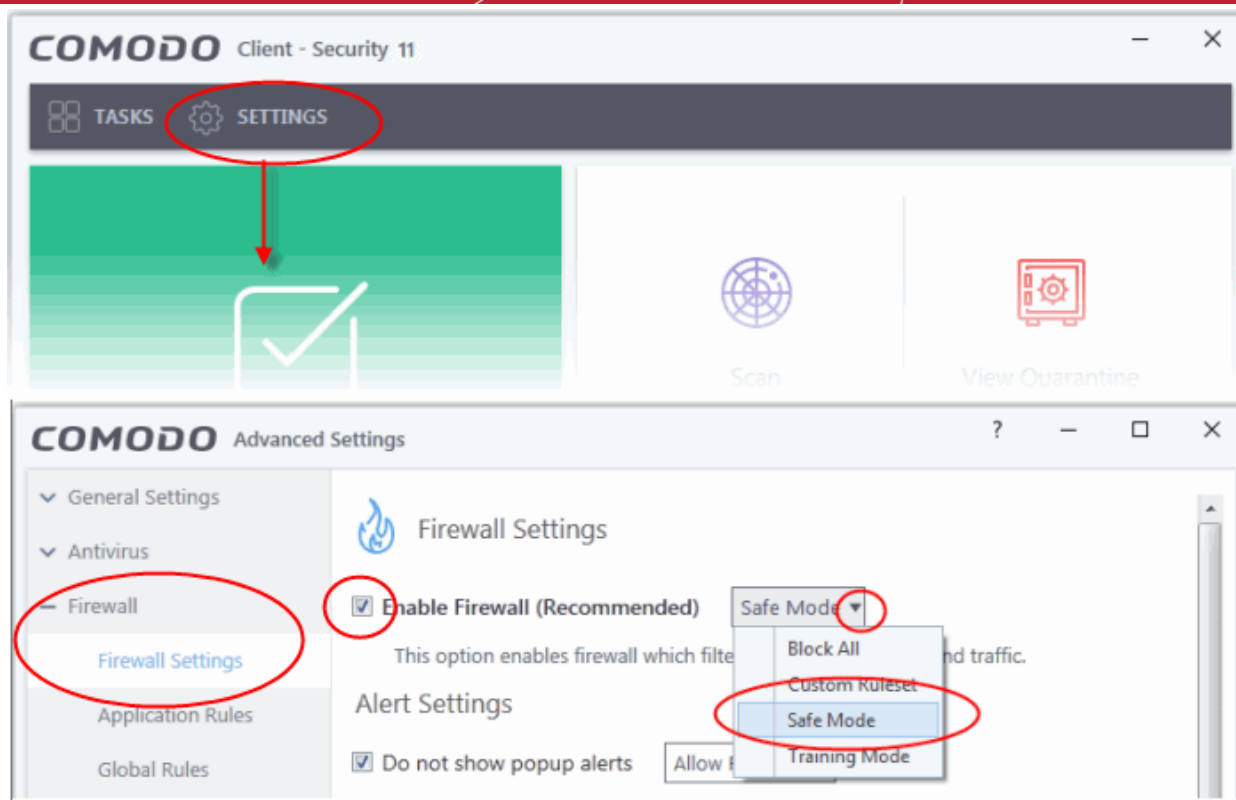 COMODO Client - Security 11
TASKS SETTINGS
Scan View Quarantine
COMODO Advanced Settings ?
General Settings
Antivirus
Firewall
Firewall Settings
Application Rules
Global Rules
Firewall Settings
Enable Firewall (Recommended) Safe Mode
This option enables firewall which nd traffic.
Block All
Custom Ruleset
Safe Mode
Training Mode
Alert Settings
Do not show popup alerts Allow